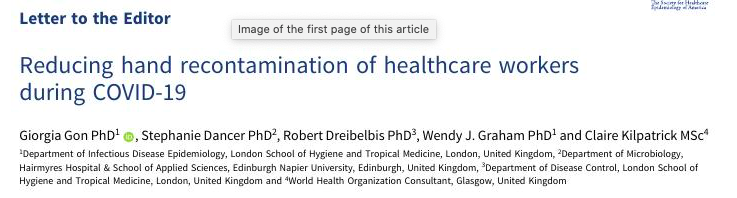 The Society for Healthcare
Epidemiology of America
Letter to the Editor
Image of the first page of this article
Reducing hand recontamination of healthcare workers
during COVID-19
Giorgia Gon PhD¹ iD, Stephanie Dancer PhD², Robert Dreibelbis PhD³, Wendy J. Graham PhD¹ and Claire Kilpatrick MSc⁴
¹Department of Infectious Disease Epidemiology, London School of Hygiene and Tropical Medicine, London, United Kingdom, ²Department of Microbiology,
Hairmyres Hospital & School of Applied Sciences, Edinburgh Napier University, Edinburgh, United Kingdom, ³Department of Disease Control, London School of
Hygiene and Tropical Medicine, London, United Kingdom and ⁴World Health Organization Consultant, Glasgow, United Kingdom